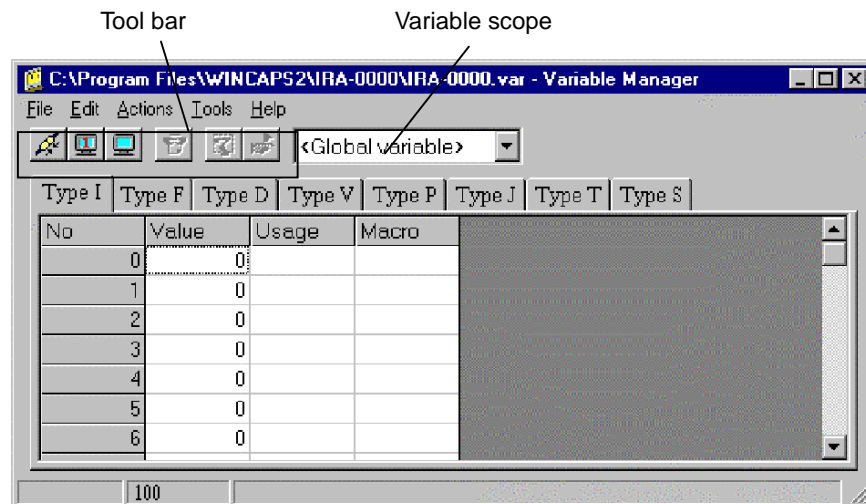 Tool bar Variable scope
C:\Program Files\WINCAPS2\IRA-0000\IRA-0000.var - Variable Manager
File Edit Actions Tools Help
1 <Global variable>
Type I Type F Type D Type V Type P Type J Type T Type S
No Value Usage Macro
0 0
1 0
2 0
3 0
4 0
5 0
6 0
100